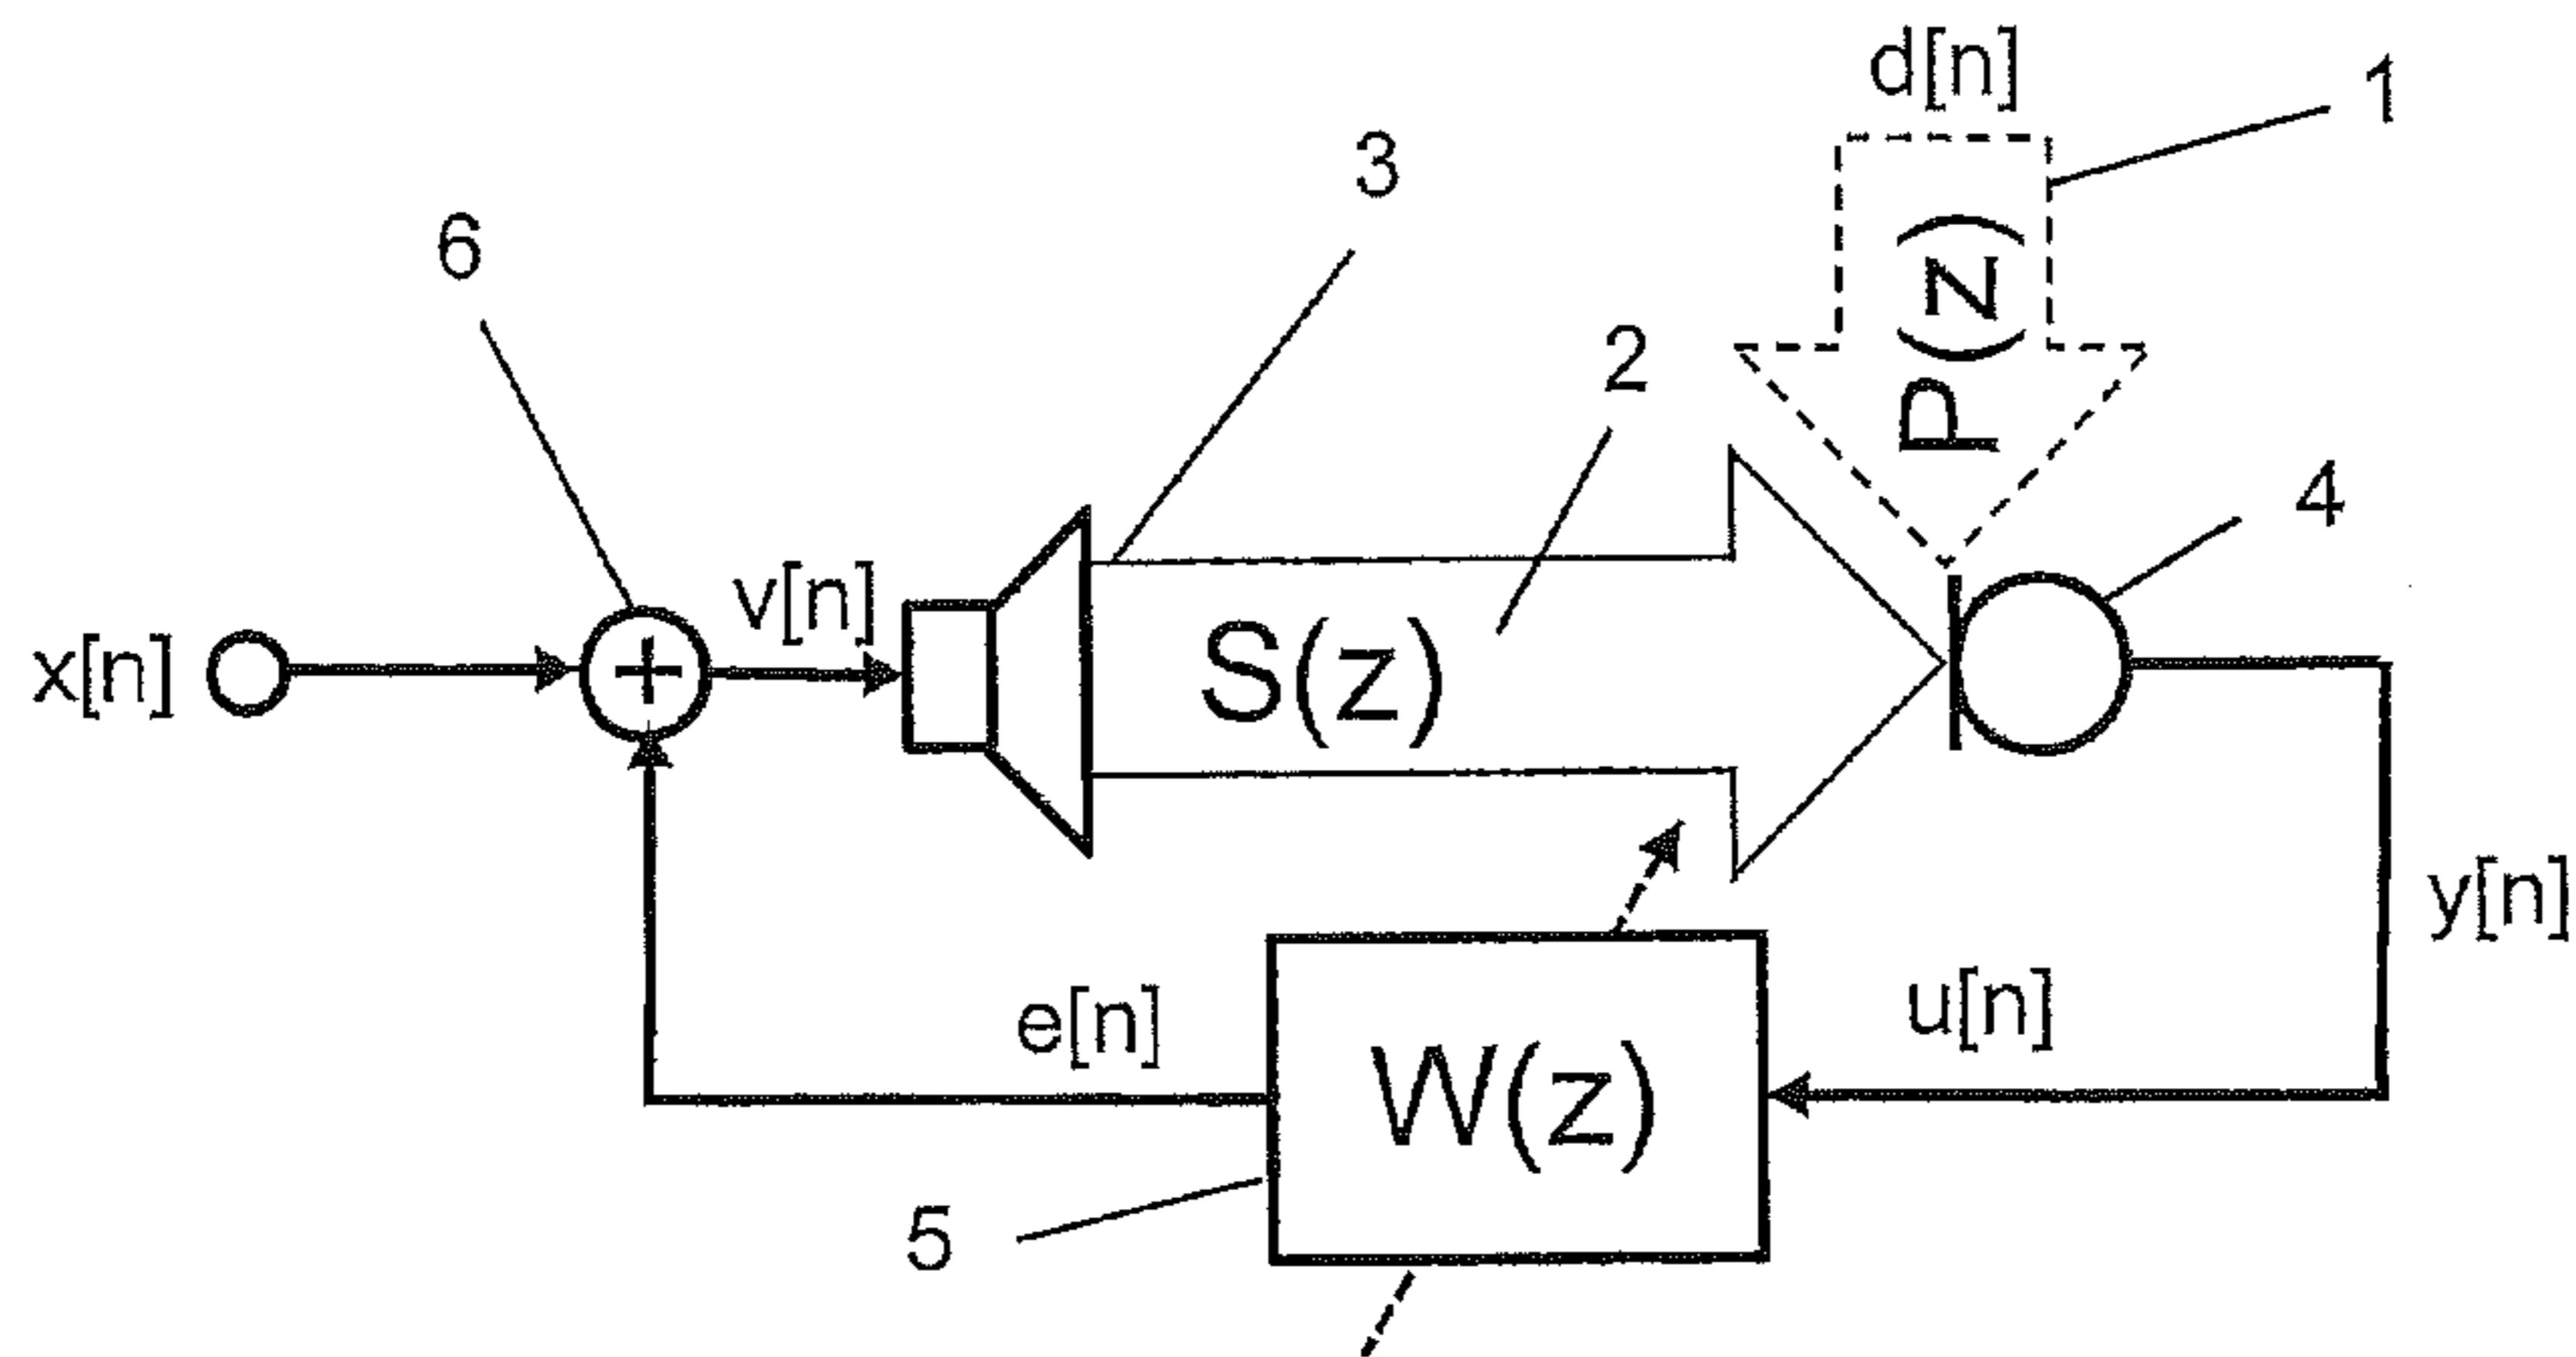 d[n]
1
3
6
P(z)
2
4
v[n]
x[n]
+
S(z)
y[n]
e[n]
u[n]
W(z)
5